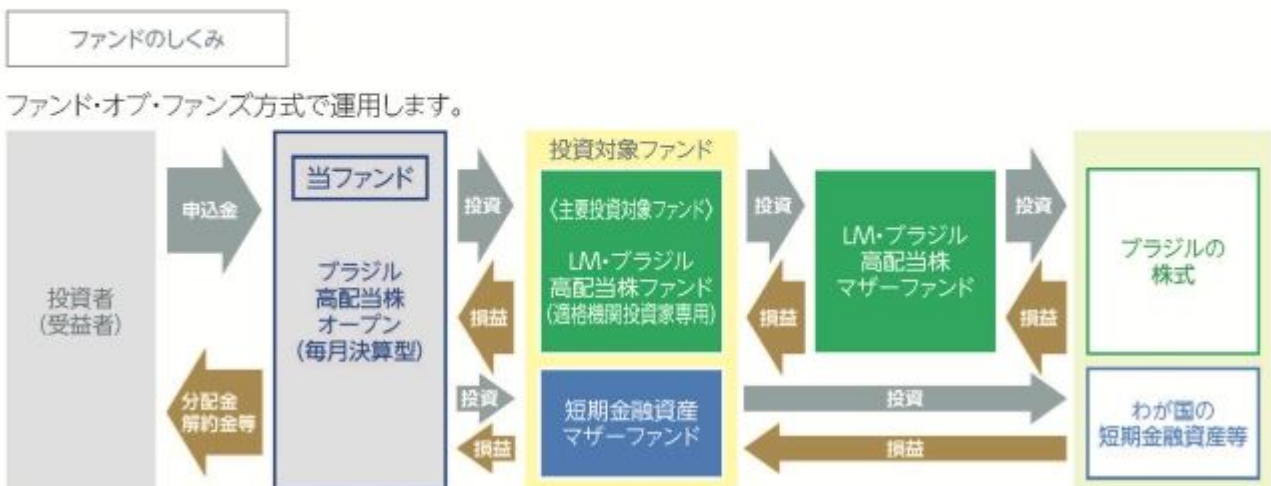 ファンドのしくみ
ファンド・オブ・ファンズ方式で運用します。
投資者
(受益者)
申込金
分配金
解約金等
当ファンド
ブラジル
高配当株
オープン
(毎月決算型)
投資
損益
投資
損益
投資対象ファンド
〈主要投資対象ファンド〉
LM・ブラジル
高配当株ファンド
(適格機関投資家専用)
短期金融資産
マザーファンド
投資
損益
LM・ブラジル
高配当株
マザーファンド
投資
損益
投資
損益
ブラジルの
株式
わが国の
短期金融資産等